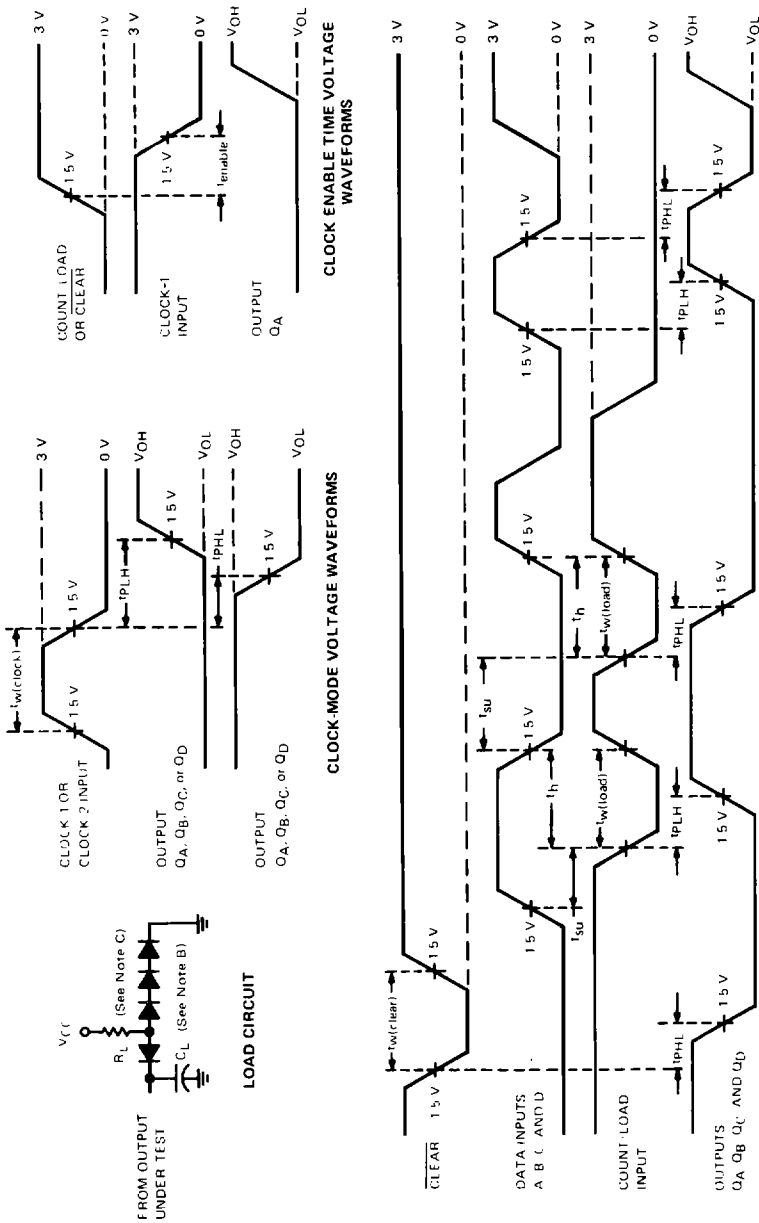 FROM OUTPUT
UNDER TEST
VCC
RL
CL
(See Note C)
(See Note B)
LOAD CIRCUIT
CLOCK 1 OR
CLOCK 2 INPUT
tw(clock)
1 5 V
1 5 V
3 V
0 V
OUTPUT
QA, QB, QC, or QD
tPLH
1 5 V
VOH
VOL
OUTPUT
QA, QB, QC, or QD
tPHL
1 5 V
VOH
VOL
CLOCK-MODE VOLTAGE WAVEFORMS
COUNT LOAD
OR CLEAR
1 5 V
3 V
0 V
CLOCK-1
INPUT
1 5 V
tenable
3 V
0 V
OUTPUT
QA
VOH
VOL
CLOCK ENABLE TIME VOLTAGE
WAVEFORMS
CLEAR
1 5 V
tw(clear)
1 5 V
3 V
0 V
DATA INPUTS
A B C AND D
1 5 V
tsu
th
1 5 V
tsu
th
1 5 V
1 5 V
1 5 V
3 V
0 V
COUNT-LOAD
INPUT
tw(load)
tw(load)
3 V
0 V
OUTPUTS
QA QB QC AND QD
tPHL
1 5 V
tPLH
1 5 V
tPHL
1 5 V
tPLH
1 5 V
tPHL
1 5 V
VOH
VOL